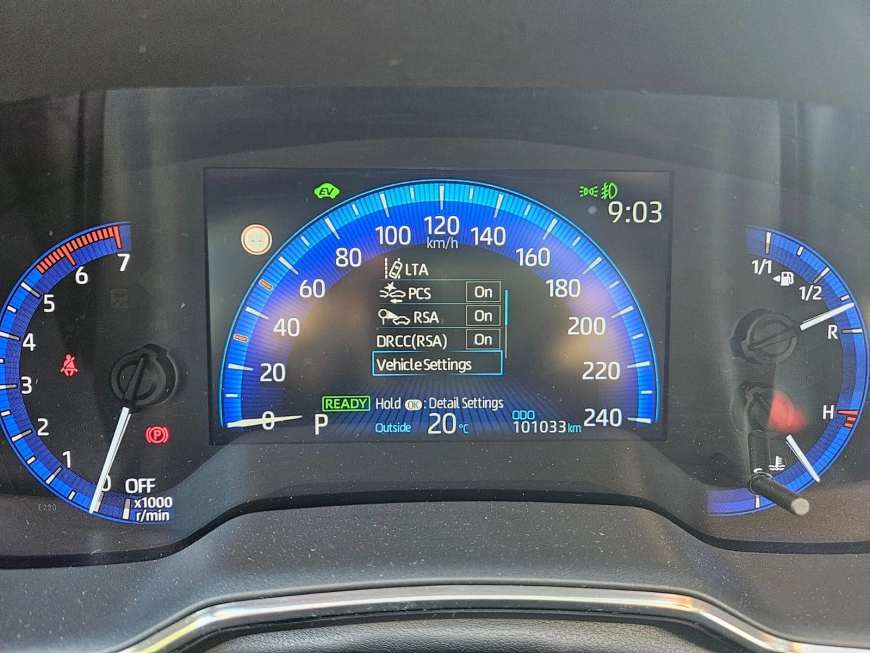 EV
9:03
7
6
5
4
3
2
1
0
OFF
x1000
r/min
E220
P
0
20
40
60
80
100
120
140
160
180
200
220
240
km/h
LTA
PCS On
RSA On
DRCC(RSA) On
Vehicle Settings
READY Hold OK : Detail Settings
P Outside 20 °C ODO 101033 km
1/1
1/2
R
H